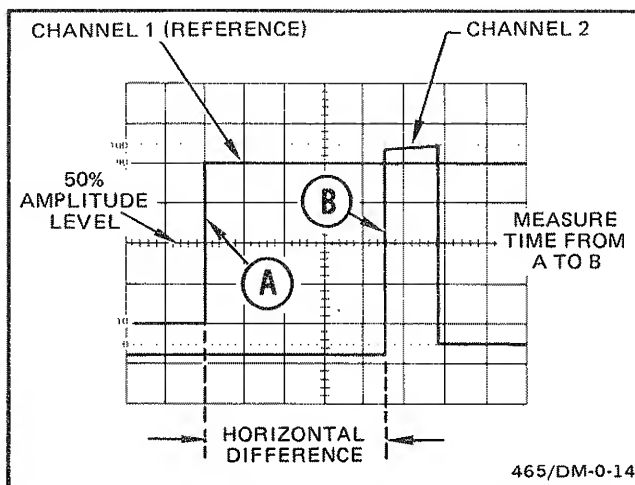 CHANNEL 1 (REFERENCE)
CHANNEL 2
100
90
50%
AMPLITUDE
LEVEL
B
MEASURE
TIME FROM
A TO B
A
10
0
HORIZONTAL
DIFFERENCE
465/DM-0-14